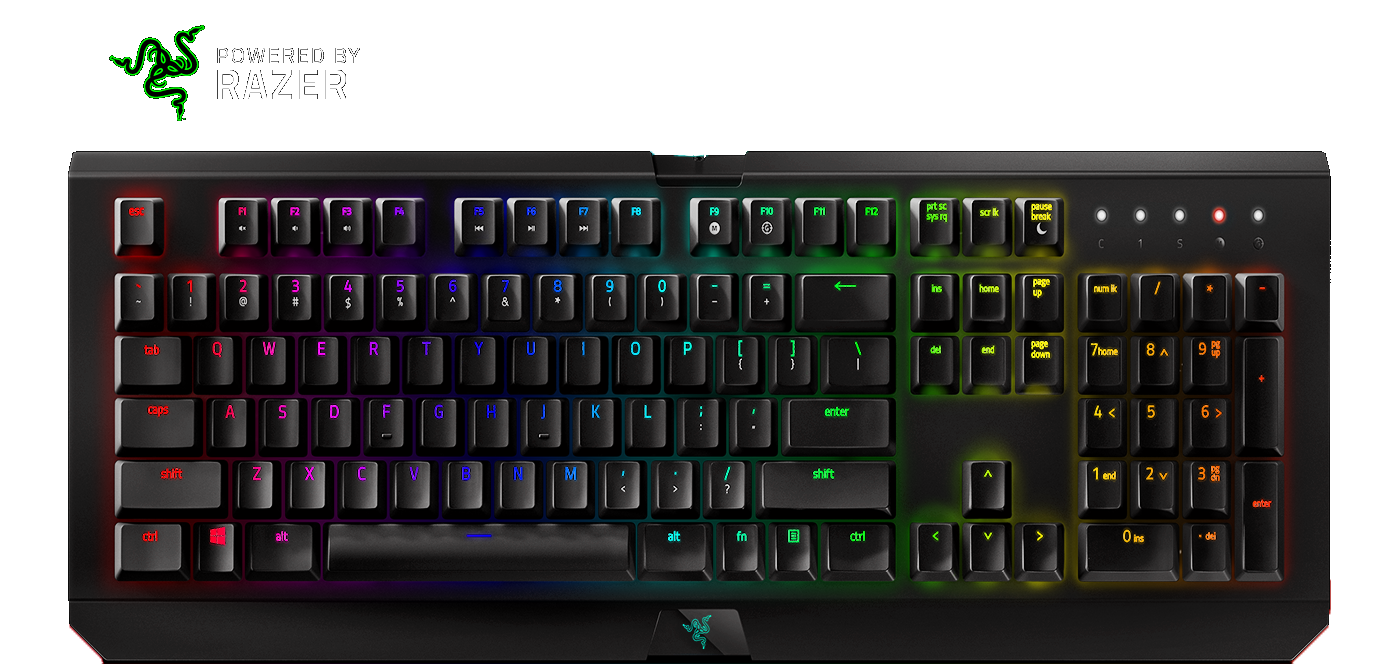 POWERED BY
RAZER
esc F1 F2 F3 F4 F5 F6 F7 F8 F9 F10 F11 F12 prt sc scr lk pause
sys rq break
M G
C 1 S G
` 1 2 3 4 5 6 7 8 9 0 - = ← ins home page up num lk / * -
~ ! @ # $ % ^ & * ( ) - +
tab Q W E R T Y U I O P [ ] \ del end page down 7 home 8 ^ 9 pg up +
{ } |
caps A S D F G H J K L ; ' enter 4 < 5 6 >
: "
shift Z X C V B N M , . / shift ^ 1 end 2 v 3 pg dn enter
< > ?
ctrl alt alt fn ctrl < v > 0 ins . del